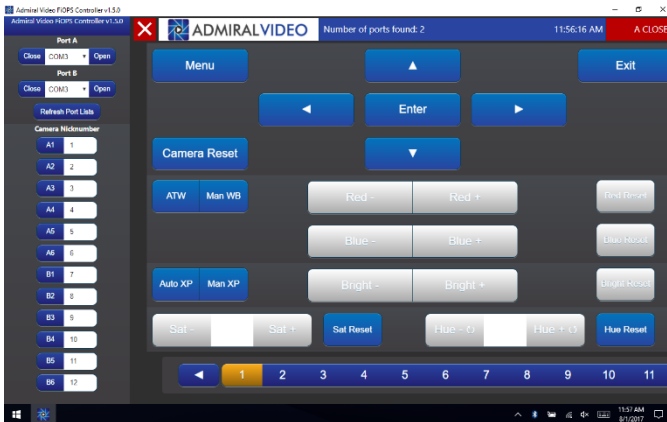 Admiral Video FiOPS Controller v1.5.0
Admiral Video FiOPS Controller v1.5.0
Port A
Close COM3 Open
Port B
Close COM3 Open
Refresh Port Lists
Camera Nicknumber
A1 1
A2 2
A3 3
A4 4
A5 5
A6 6
B1 7
B2 8
B3 9
B4 10
B5 11
B6 12
ADMIRALVIDEO Number of ports found: 2 11:56:16 AM A CLOSE
Menu Exit
Enter
Camera Reset
ATW Man WB Red - Red + Red Reset
Blue - Blue + Blue Reset
Auto XP Man XP Bright - Bright + Bright Reset
Sat - Sat + Sat Reset Hue - ↺ Hue + ↻ Hue Reset
1 2 3 4 5 6 7 8 9 10 11
11:57 AM
8/1/2017